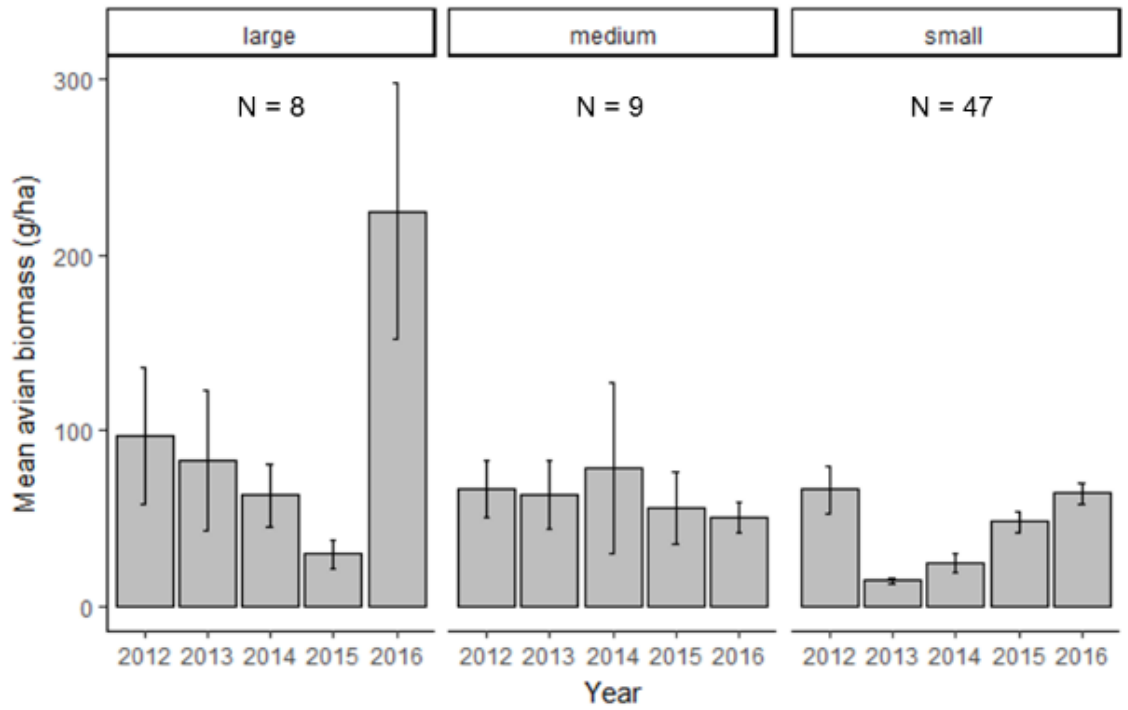 large
medium
small
N = 8
N = 9
N = 47
Mean avian biomass (g/ha)
300
200
100
0
2012 2013 2014 2015 2016
2012 2013 2014 2015 2016
2012 2013 2014 2015 2016
Year